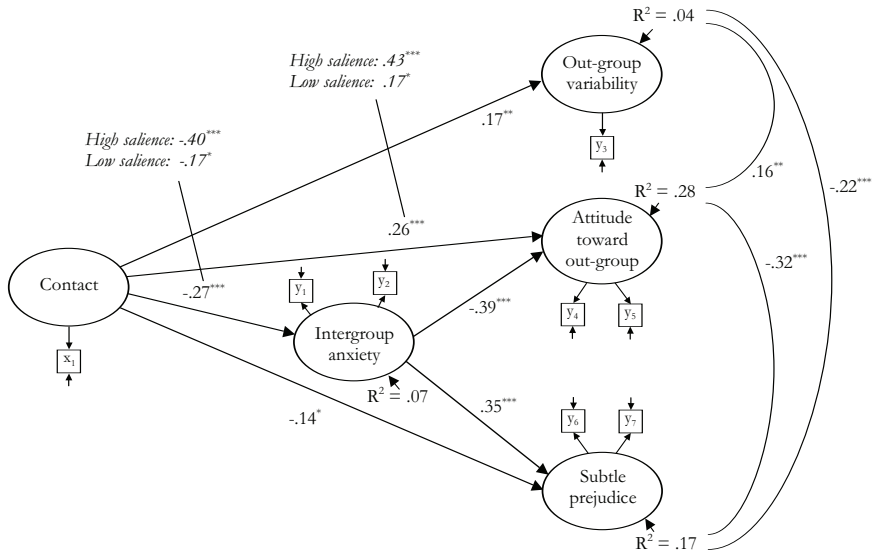 R² = .04
High salience: .43***
Low salience: .17*
Out-group
variability
.17**
y₃
High salience: -.40***
Low salience: -.17*
.16**
-.22***
R² = .28
.26***
Attitude
toward
out-group
-.32***
Contact
-.27***
y₁
y₂
-.39***
y₄
y₅
Intergroup
anxiety
x₁
R² = .07
-.14*
.35***
y₆
y₇
Subtle
prejudice
R² = .17